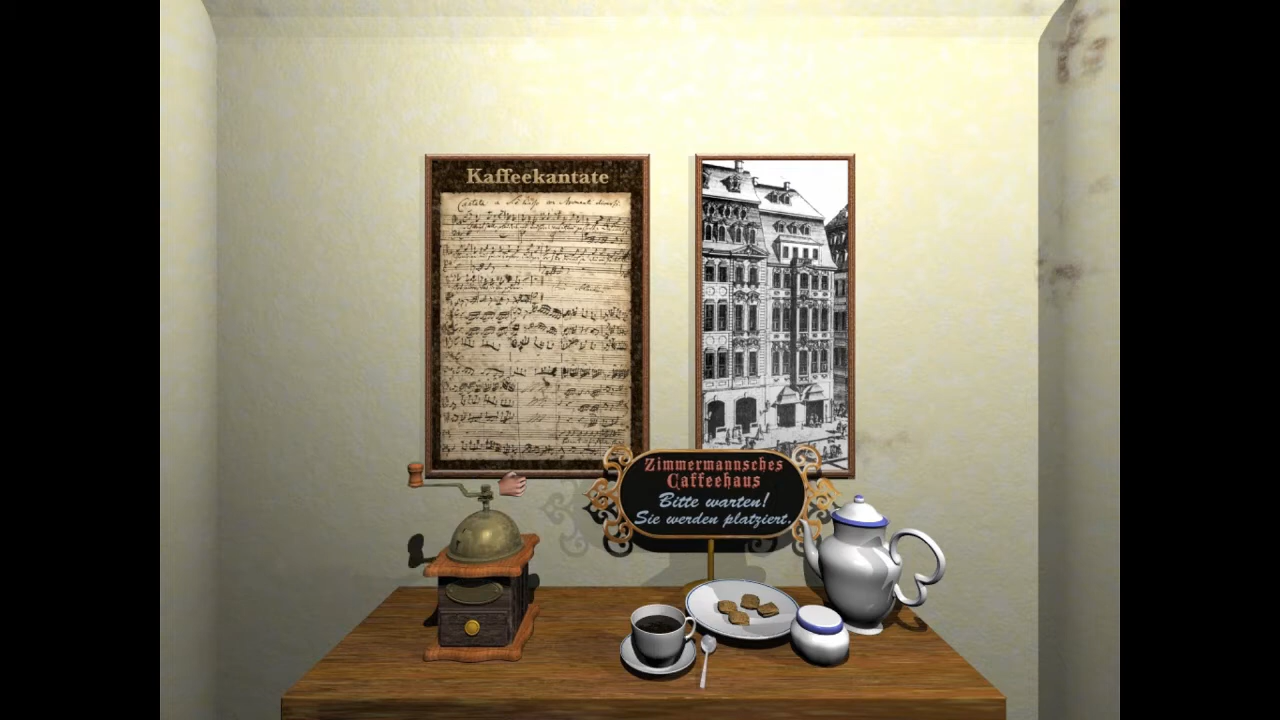 Kaffeekantate
Zimmermannsches
Caffeehaus
Bitte warten!
Sie werden platziert.